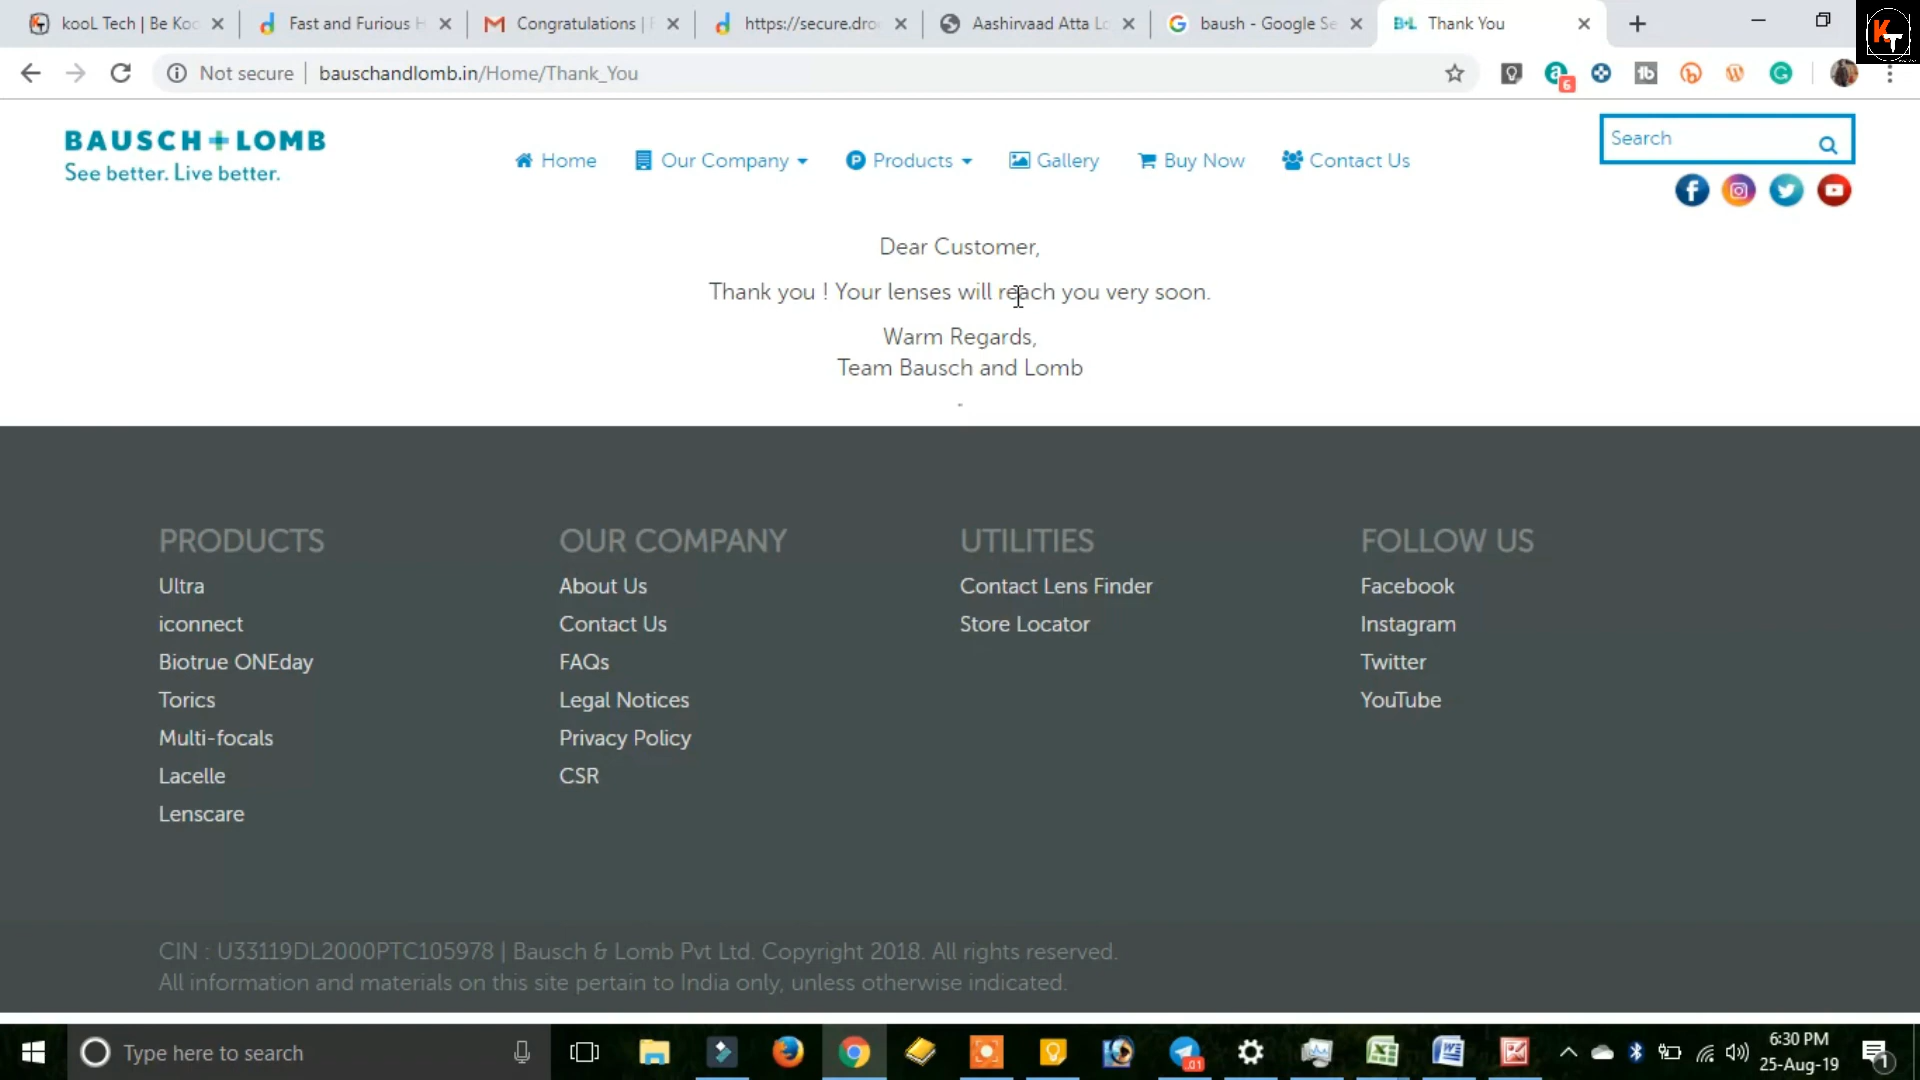 kooL Tech | Be Koo
Fast and Furious H
Congratulations |
https://secure.dro
Aashirvaad Atta Lo
baush - Google Se
B+L Thank You
KT
Not secure | bauschandlomb.in/Home/Thank_You
6
BAUSCH + LOMB
See better. Live better.
Home
Our Company
Products
Gallery
Buy Now
Contact Us
Search
Dear Customer,
Thank you ! Your lenses will reach you very soon.
Warm Regards,
Team Bausch and Lomb
PRODUCTS
Ultra
iconnect
Biotrue ONEday
Torics
Multi-focals
Lacelle
Lenscare
OUR COMPANY
About Us
Contact Us
FAQs
Legal Notices
Privacy Policy
CSR
UTILITIES
Contact Lens Finder
Store Locator
FOLLOW US
Facebook
Instagram
Twitter
YouTube
CIN : U33119DL2000PTC105978 | Bausch & Lomb Pvt Ltd. Copyright 2018. All rights reserved.
All information and materials on this site pertain to India only, unless otherwise indicated.
Type here to search
6:30 PM
25-Aug-19
1